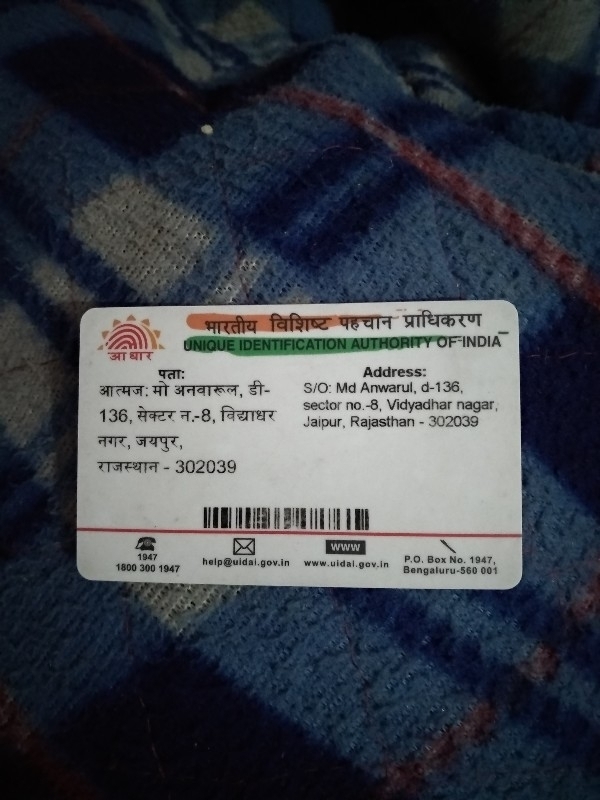 भारतीय विशिष्ट पहचान प्राधिकरण
UNIQUE IDENTIFICATION AUTHORITY OF INDIA
आधार
पता:
आत्मज: मो अनवारूल, डी-
136, सेक्टर न.-8, विद्याधर
नगर, जयपुर,
राजस्थान - 302039
Address:
S/O: Md Anwarul, d-136,
sector no.-8, Vidyadhar nagar,
Jaipur, Rajasthan - 302039
1947
1800 300 1947
help@uidai.gov.in
WWW
www.uidai.gov.in
P.O. Box No. 1947,
Bengaluru-560 001